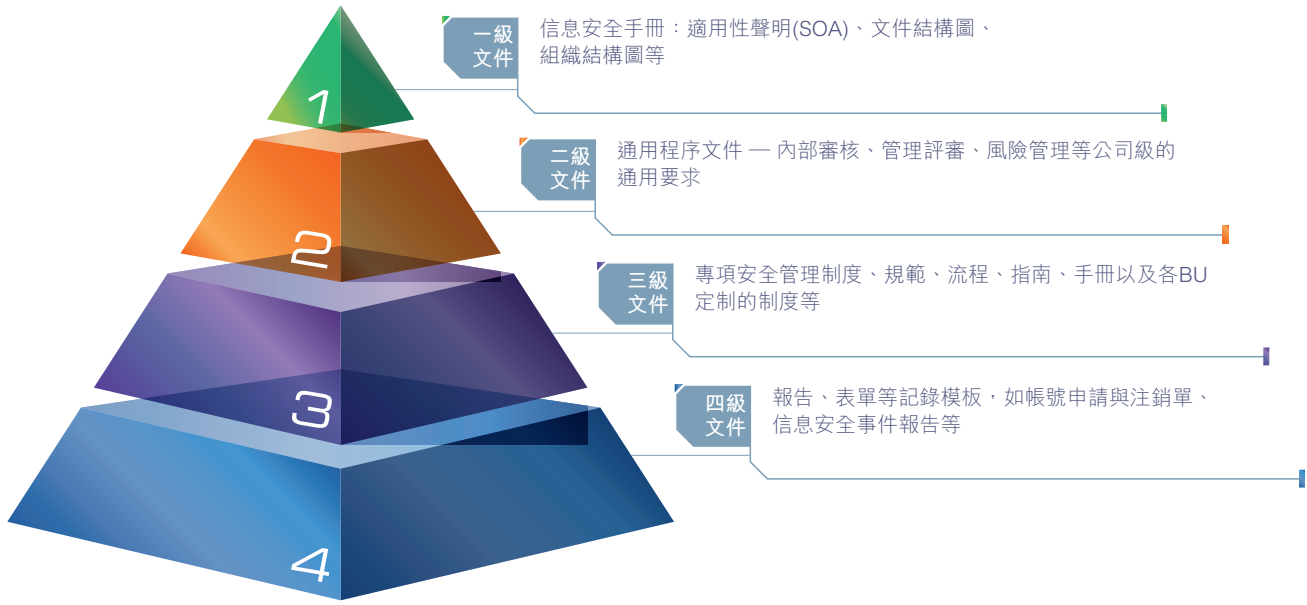 1
一級
文件
信息安全手冊：適用性聲明(SOA)、文件結構圖、
組織結構圖等
2
二級
文件
通用程序文件 — 內部審核、管理評審、風險管理等公司級的
通用要求
3
三級
文件
專項安全管理制度、規範、流程、指南、手冊以及各BU
定制的制度等
4
四級
文件
報告、表單等記錄模板，如帳號申請與注銷單、
信息安全事件報告等